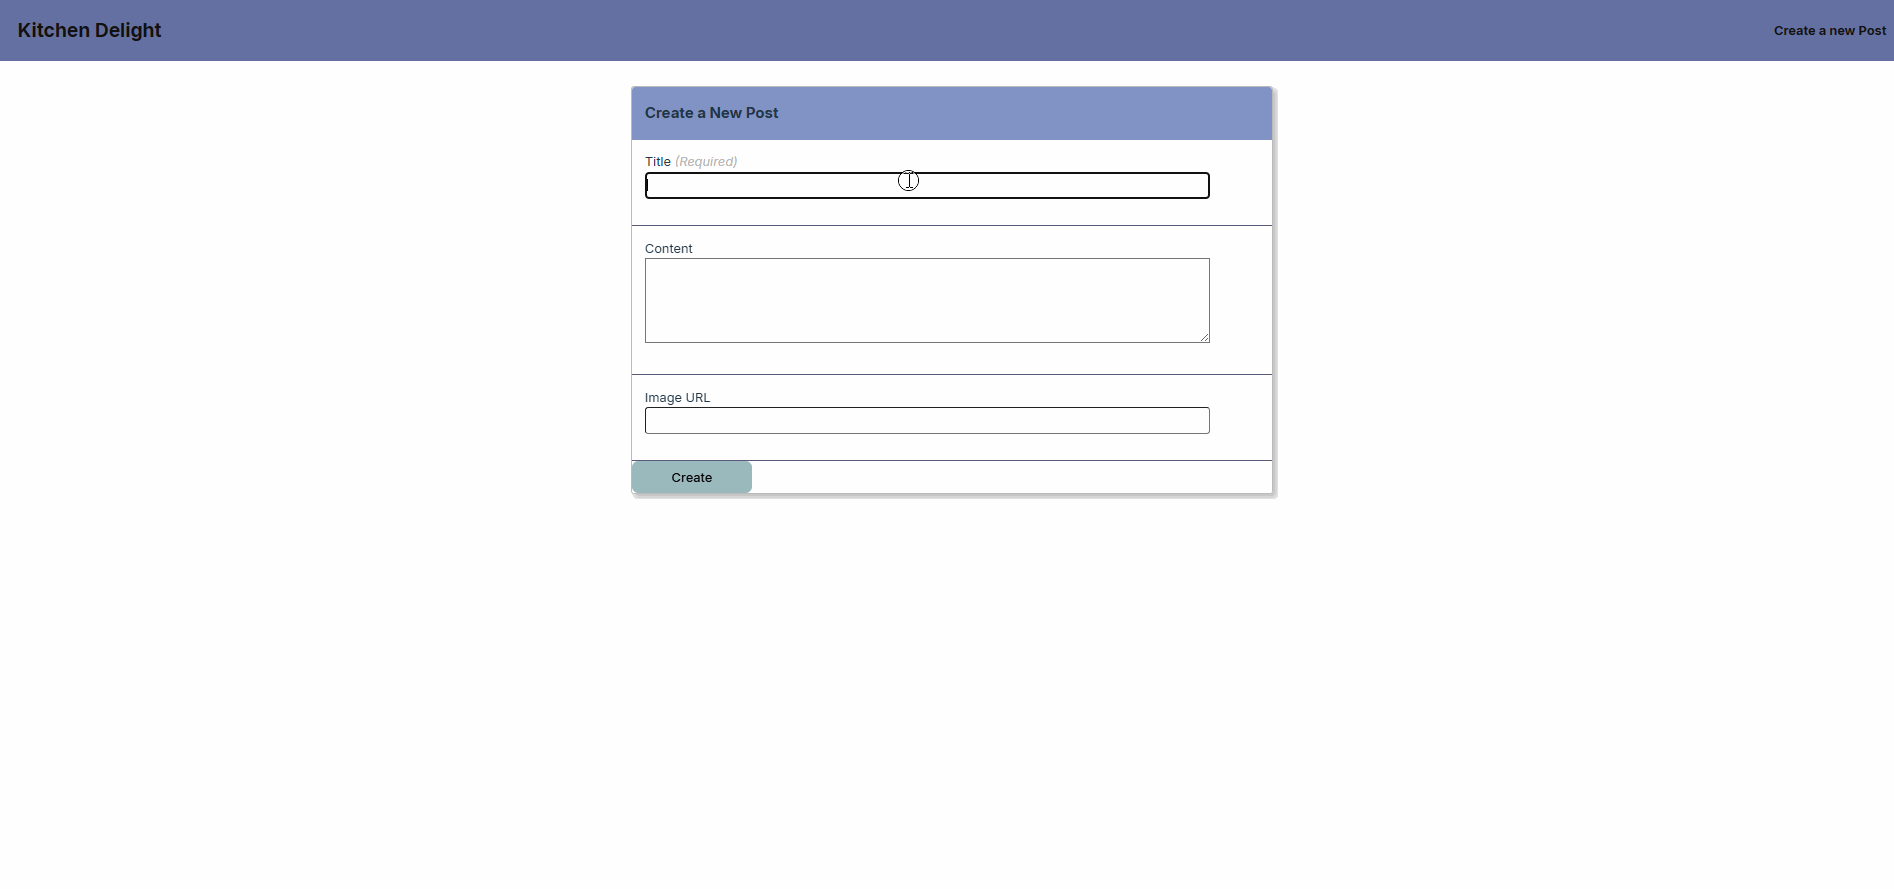 Kitchen Delight
Create a new Post
Create a New Post
Title (Required)
Content
Image URL
Create